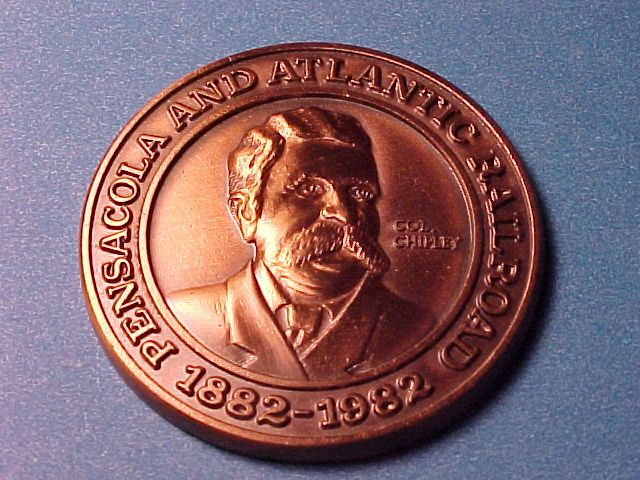 PENSACOLA AND ATLANTIC RAILROAD
COL.
CHIPLEY
1882-1982